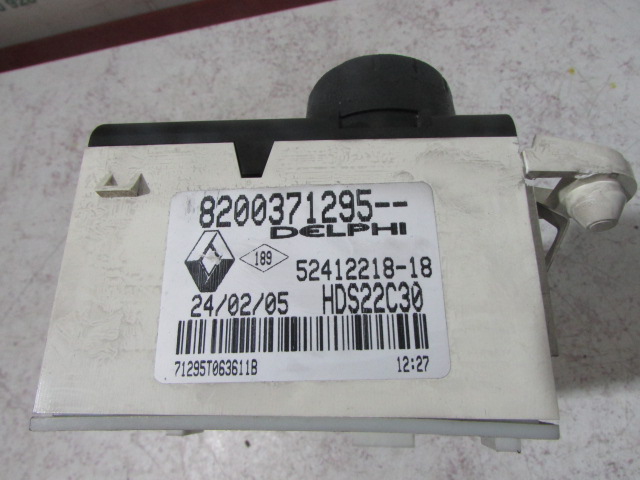 8200371295--
DELPHI
189
52412218-18
24/02/05 HDS22C30
71295T063611B 12:27